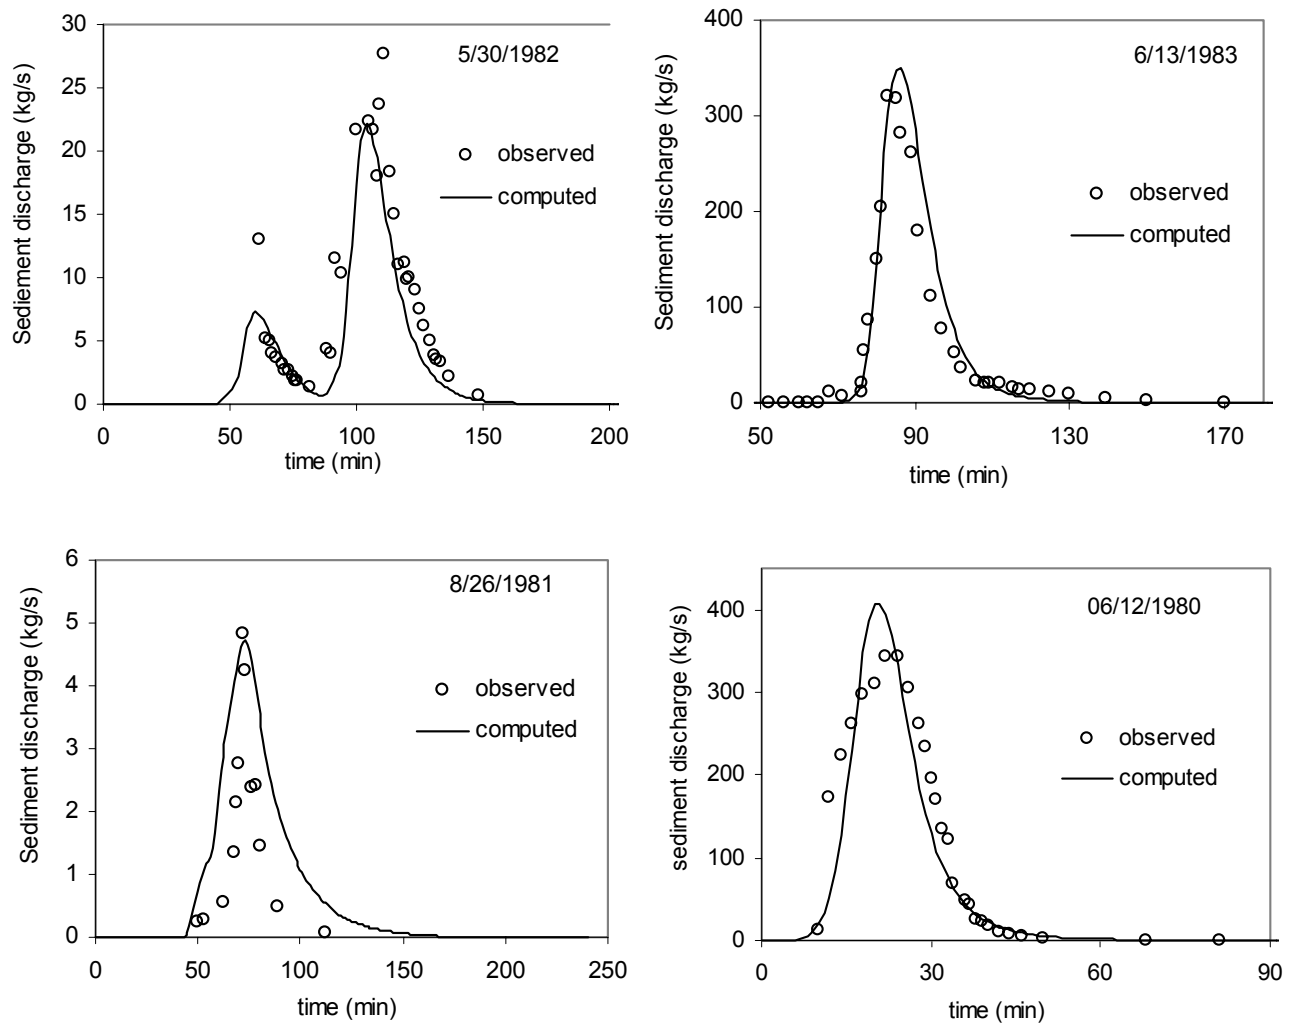 30
25
20
15
10
5
0
Sediement discharge (kg/s)
5/30/1982
observed
computed
0 50 100 150 200
time (min)
400
300
200
100
0
Sediment discharge (kg/s)
6/13/1983
observed
computed
50 90 130 170
time (min)
6
5
4
3
2
1
0
Sediment discharge (kg/s)
8/26/1981
observed
computed
0 50 100 150 200 250
time (min)
400
300
200
100
0
sediment discharge (kg/s)
06/12/1980
observed
computed
0 30 60 90
time (min)